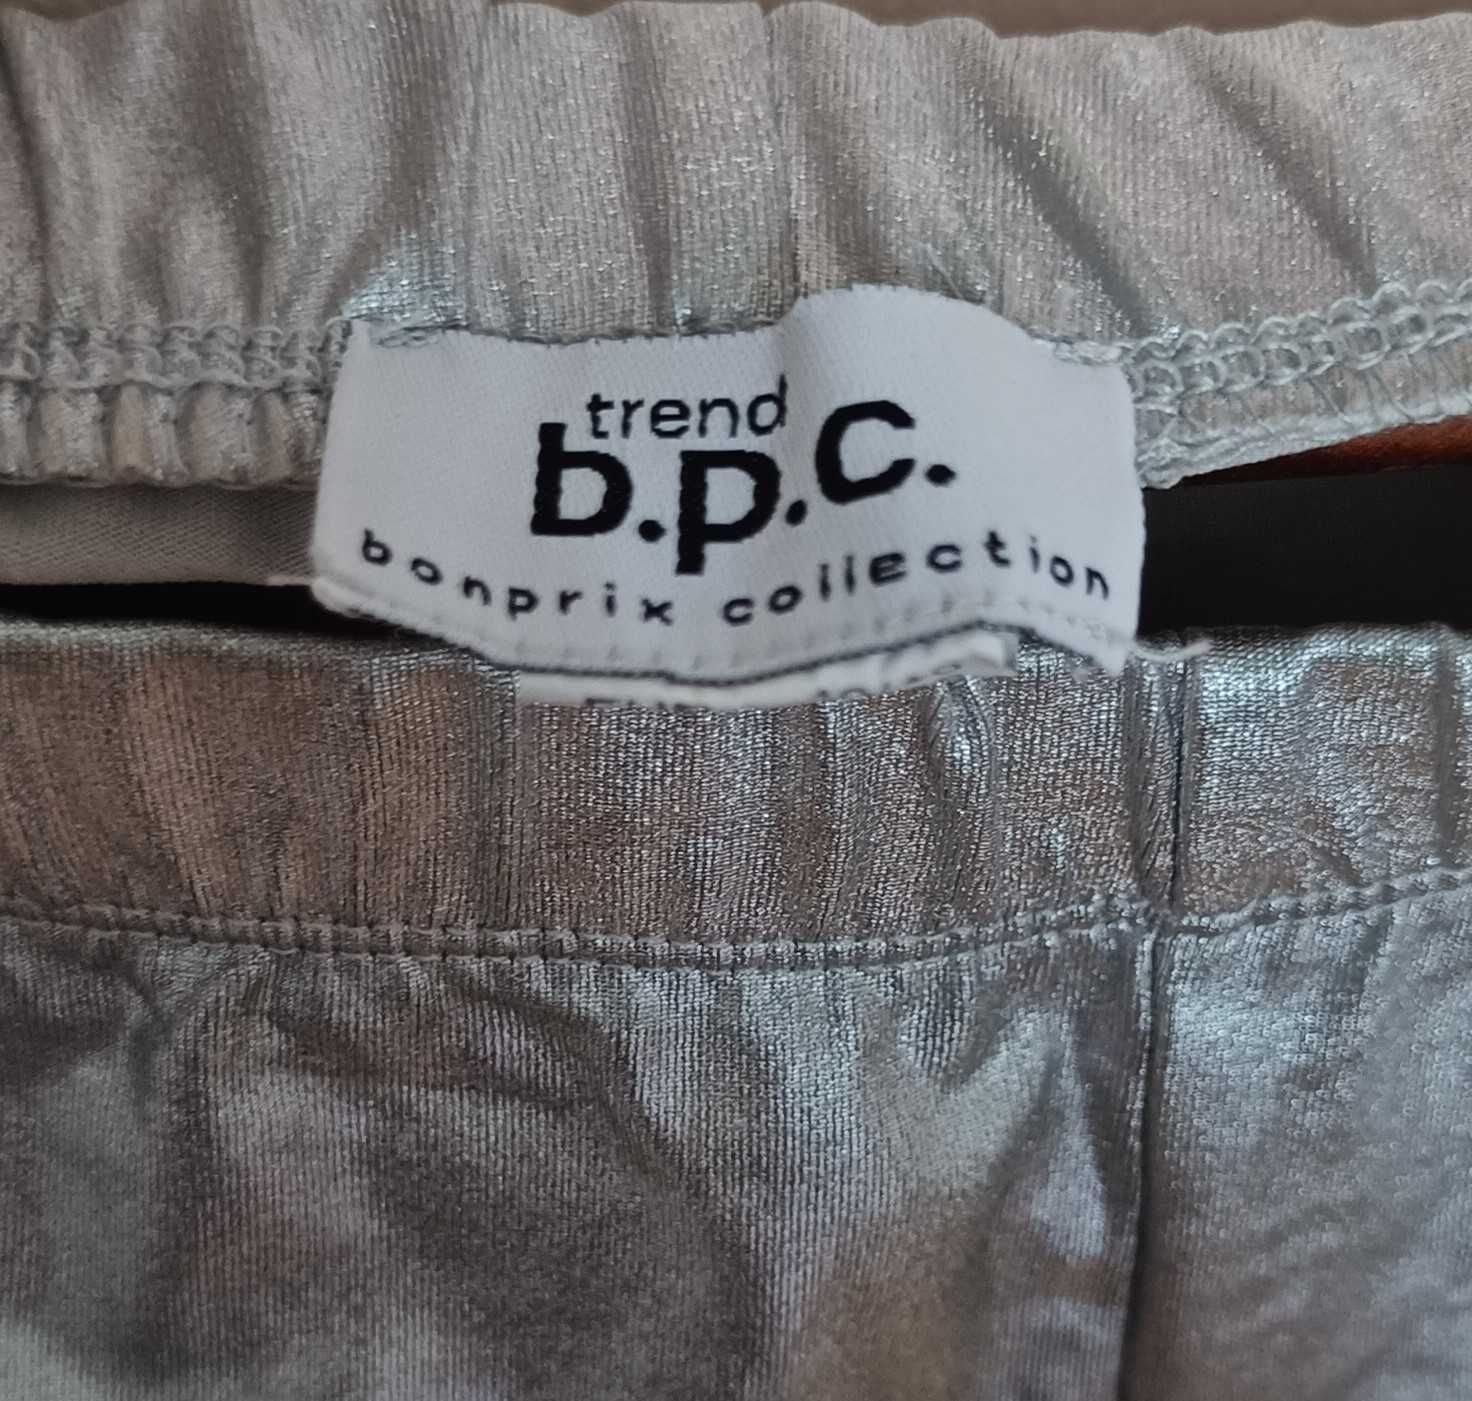 trend
b.p.c.
bonprix collection